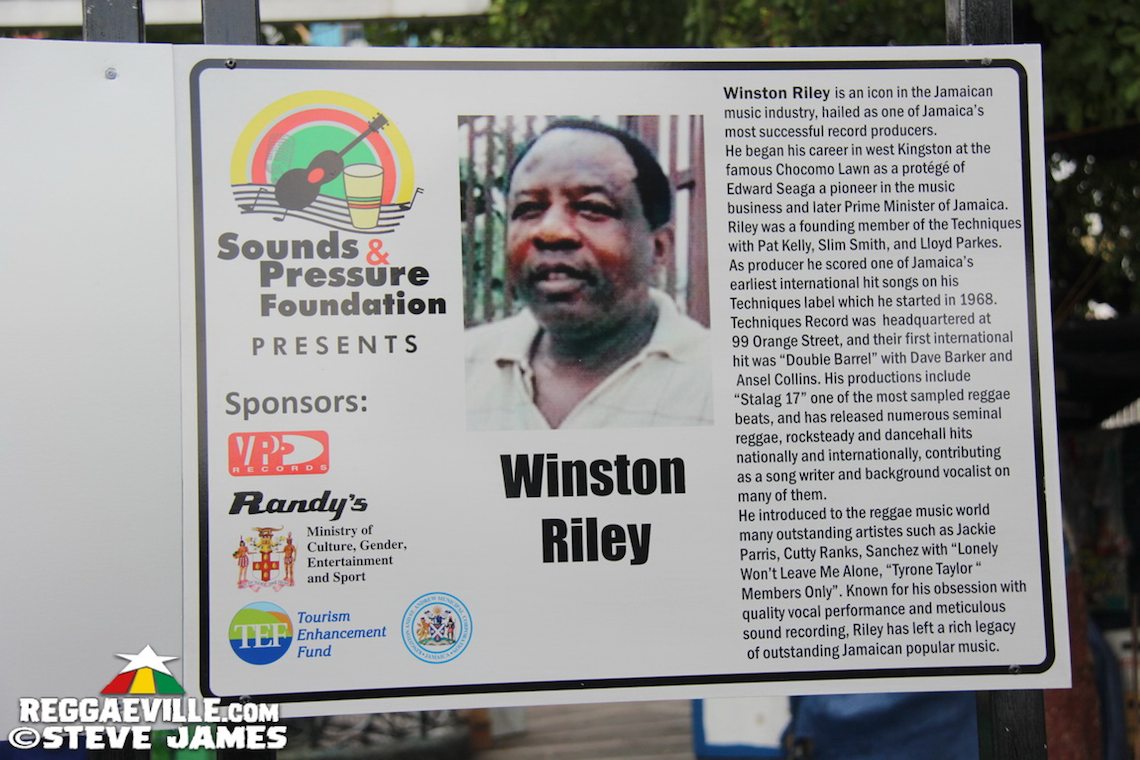 Sounds &
Pressure
Foundation
PRESENTS
Sponsors:
VP
RECORDS
Randy's
Ministry of
Culture, Gender,
Entertainment
and Sport
TEF
Tourism
Enhancement
Fund
Winston
Riley
Winston Riley is an icon in the Jamaican
music industry, hailed as one of Jamaica's
most successful record producers.
He began his career in west Kingston at the
famous Chocomo Lawn as a protégé of
Edward Seaga a pioneer in the music
business and later Prime Minister of Jamaica.
Riley was a founding member of the Techniques
with Pat Kelly, Slim Smith, and Lloyd Parkes.
As producer he scored one of Jamaica's
earliest international hit songs on his
Techniques label which he started in 1968.
Techniques Record was headquartered at
99 Orange Street, and their first international
hit was "Double Barrel" with Dave Barker and
Ansel Collins. His productions include
"Stalag 17" one of the most sampled reggae
beats, and has released numerous seminal
reggae, rocksteady and dancehall hits
nationally and internationally, contributing
as a song writer and background vocalist on
many of them.
He introduced to the reggae music world
many outstanding artistes such as Jackie
Parris, Cutty Ranks, Sanchez with "Lonely
Won't Leave Me Alone, "Tyrone Taylor "
Members Only". Known for his obsession with
quality vocal performance and meticulous
sound recording, Riley has left a rich legacy
of outstanding Jamaican popular music.
REGGAEVILLE.COM
©STEVE JAMES